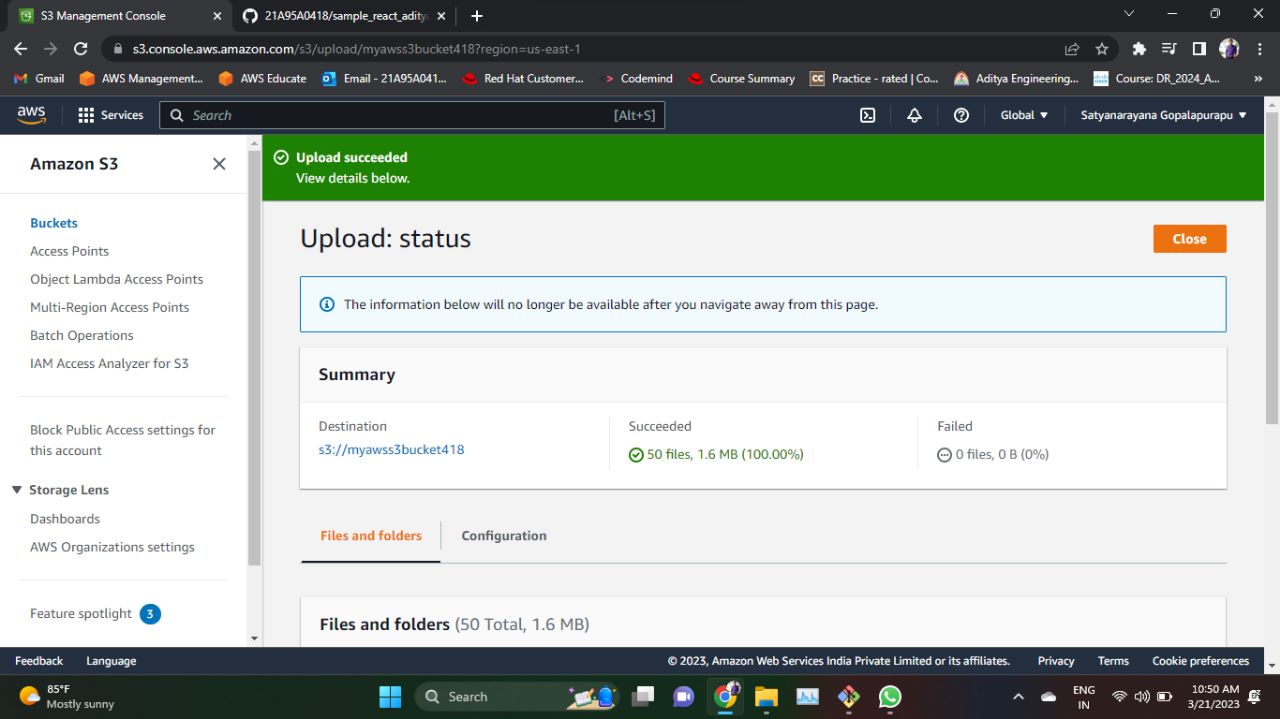 S3 Management Console
21A95A0418/sample_react_aditya
s3.console.aws.amazon.com/s3/upload/myawss3bucket418?region=us-east-1
Gmail
AWS Management...
AWS Educate
Email - 21A95A041...
Red Hat Customer...
Codemind
Course Summary
CC
Practice - rated | Co...
Aditya Engineering...
Course: DR_2024_A...
»
aws
Services
Search
[Alt+S]
Global
Satyanarayana Gopalapurapu
Amazon S3
Buckets
Access Points
Object Lambda Access Points
Multi-Region Access Points
Batch Operations
IAM Access Analyzer for S3
Block Public Access settings for
this account
Storage Lens
Dashboards
AWS Organizations settings
Feature spotlight 3
Upload succeeded
View details below.
Upload: status
Close
The information below will no longer be available after you navigate away from this page.
Summary
Destination
s3://myawss3bucket418
Succeeded
50 files, 1.6 MB (100.00%)
Failed
0 files, 0 B (0%)
Files and folders
Configuration
Files and folders (50 Total, 1.6 MB)
Feedback
Language
© 2023, Amazon Web Services India Private Limited or its affiliates.
Privacy
Terms
Cookie preferences
85°F
Mostly sunny
Search
ENG
IN
10:50 AM
3/21/2023